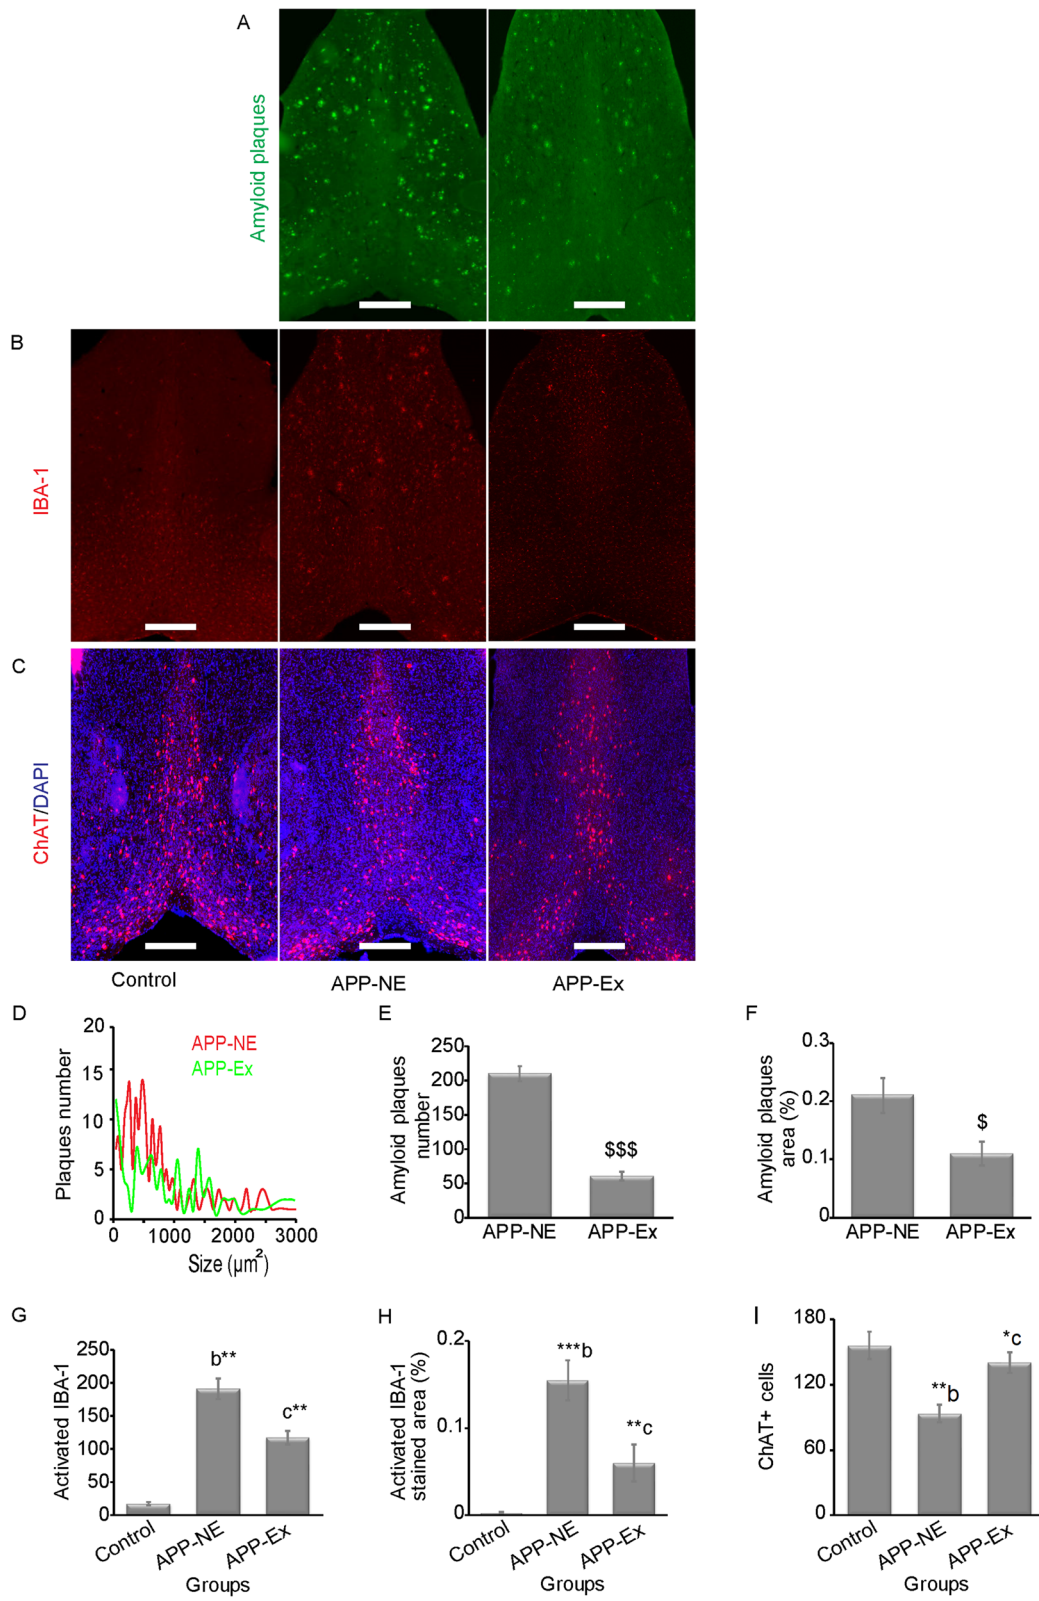 A
Amyloid plaques
B
IBA-1
C
ChAT/DAPI
Control
APP-NE
APP-Ex
D
Plaques number
20
15
10
5
0
APP-NE
APP-Ex
0 1000 2000 3000
Size (µm²)
E
Amyloid plaques
number
250
200
150
100
50
0
$$$
APP-NE
APP-Ex
F
Amyloid plaques
area (%)
0.3
0.2
0.1
0
$
APP-NE
APP-Ex
G
Activated IBA-1
250
200
150
100
50
0
b**
c**
Control
APP-NE
APP-Ex
Groups
H
Activated IBA-1
stained area (%)
0.2
0.1
0
***b
**c
Control
APP-NE
APP-Ex
Groups
I
ChAT+ cells
180
120
60
0
**b
*c
Control
APP-NE
APP-Ex
Groups